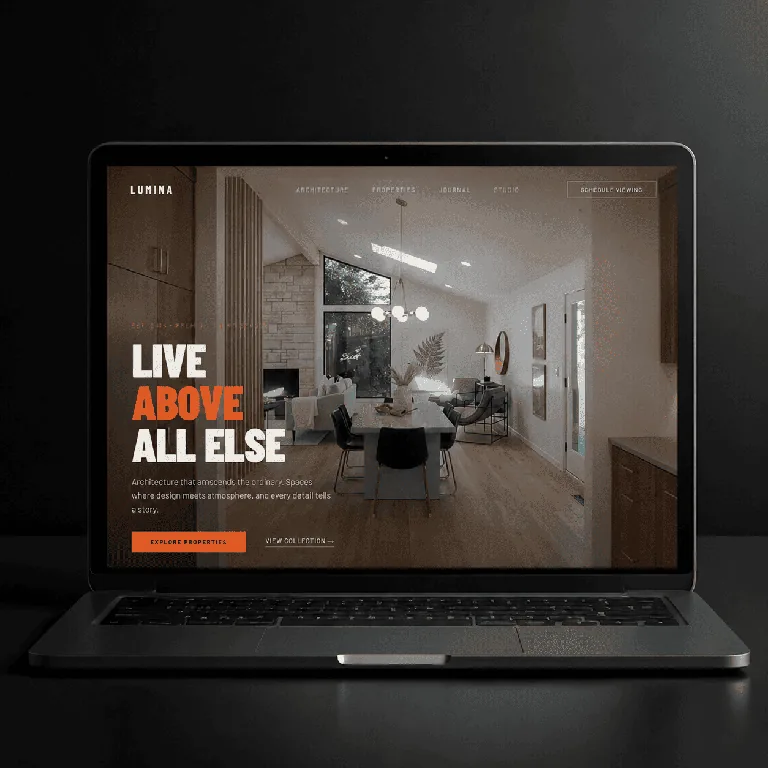 LUMINA
ARCHITECTURE PROPERTIES JOURNAL STUDIO
SCHEDULE VIEWING
LIVE
ABOVE
ALL ELSE
Architecture that transcends the ordinary. Spaces
where design meets atmosphere, and every detail tells
a story.
EXPLORE PROPERTIES
VIEW COLLECTION →